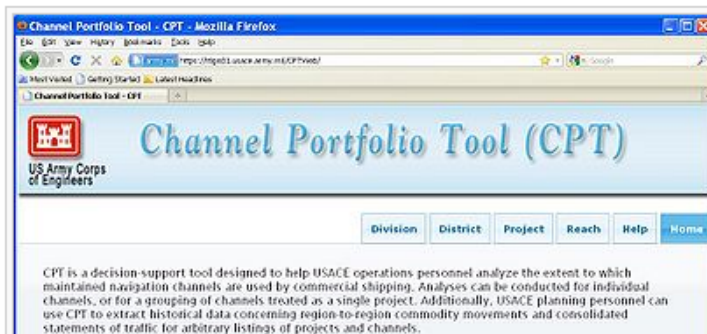 Channel Portfolio Tool - CPT - Mozilla Firefox
File Edit View History Bookmarks Tools Help
army.mil
Most Visited Getting Started Latest Headlines
Channel Portfolio Tool - CPT
US Army Corps
of Engineers
Channel Portfolio Tool (CPT)
Division District Project Reach Help Home
CPT is a decision-support tool designed to help USACE operations personnel analyze the extent to which
maintained navigation channels are used by commercial shipping. Analyses can be conducted for individual
channels, or for a grouping of channels treated as a single project. Additionally, USACE planning personnel can
use CPT to extract historical data concerning region-to-region commodity movements and consolidated
statements of traffic for arbitrary listings of projects and channels.